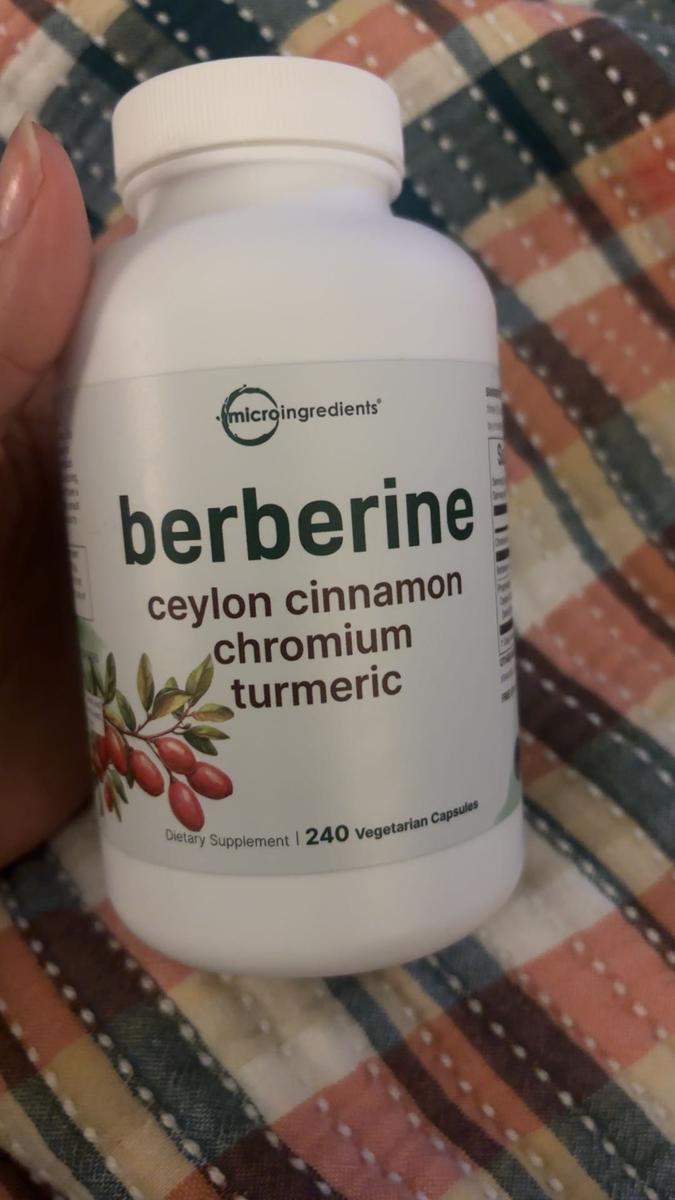 microingredients®
berberine
ceylon cinnamon
chromium
turmeric
Dietary Supplement | 240 Vegetarian Capsules